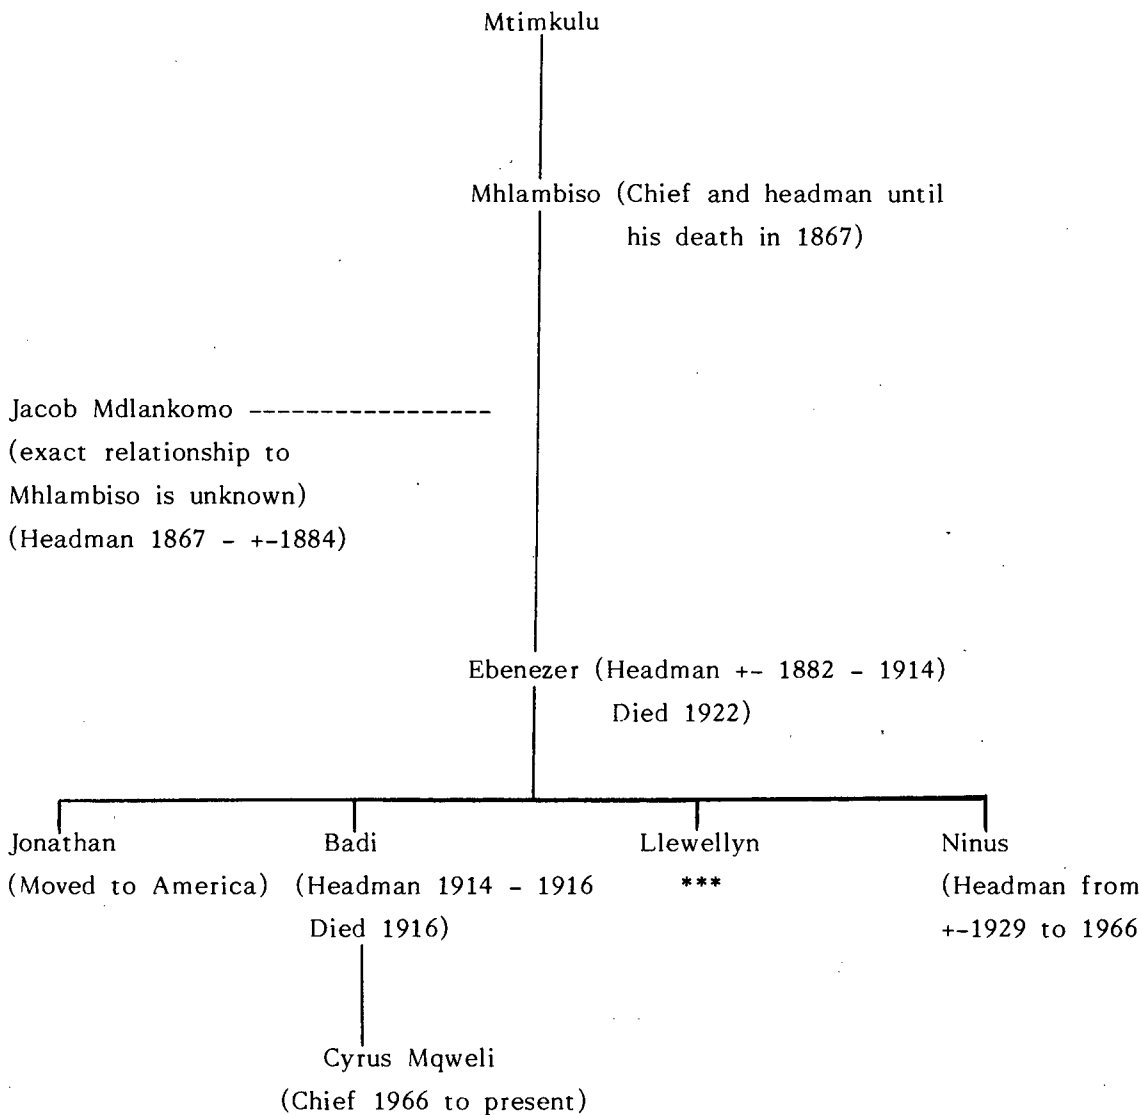 Mtimkulu
Mhlambiso (Chief and headman until
his death in 1867)
Jacob Mdlankomo -----------------
(exact relationship to
Mhlambiso is unknown)
(Headman 1867 - +-1884)
Ebenezer (Headman +- 1882 - 1914)
Died 1922)
Jonathan Badi Llewellyn Ninus
(Moved to America) (Headman 1914 - 1916 *** (Headman from
Died 1916) +-1929 to 1966
Cyrus Mqweli
(Chief 1966 to present)